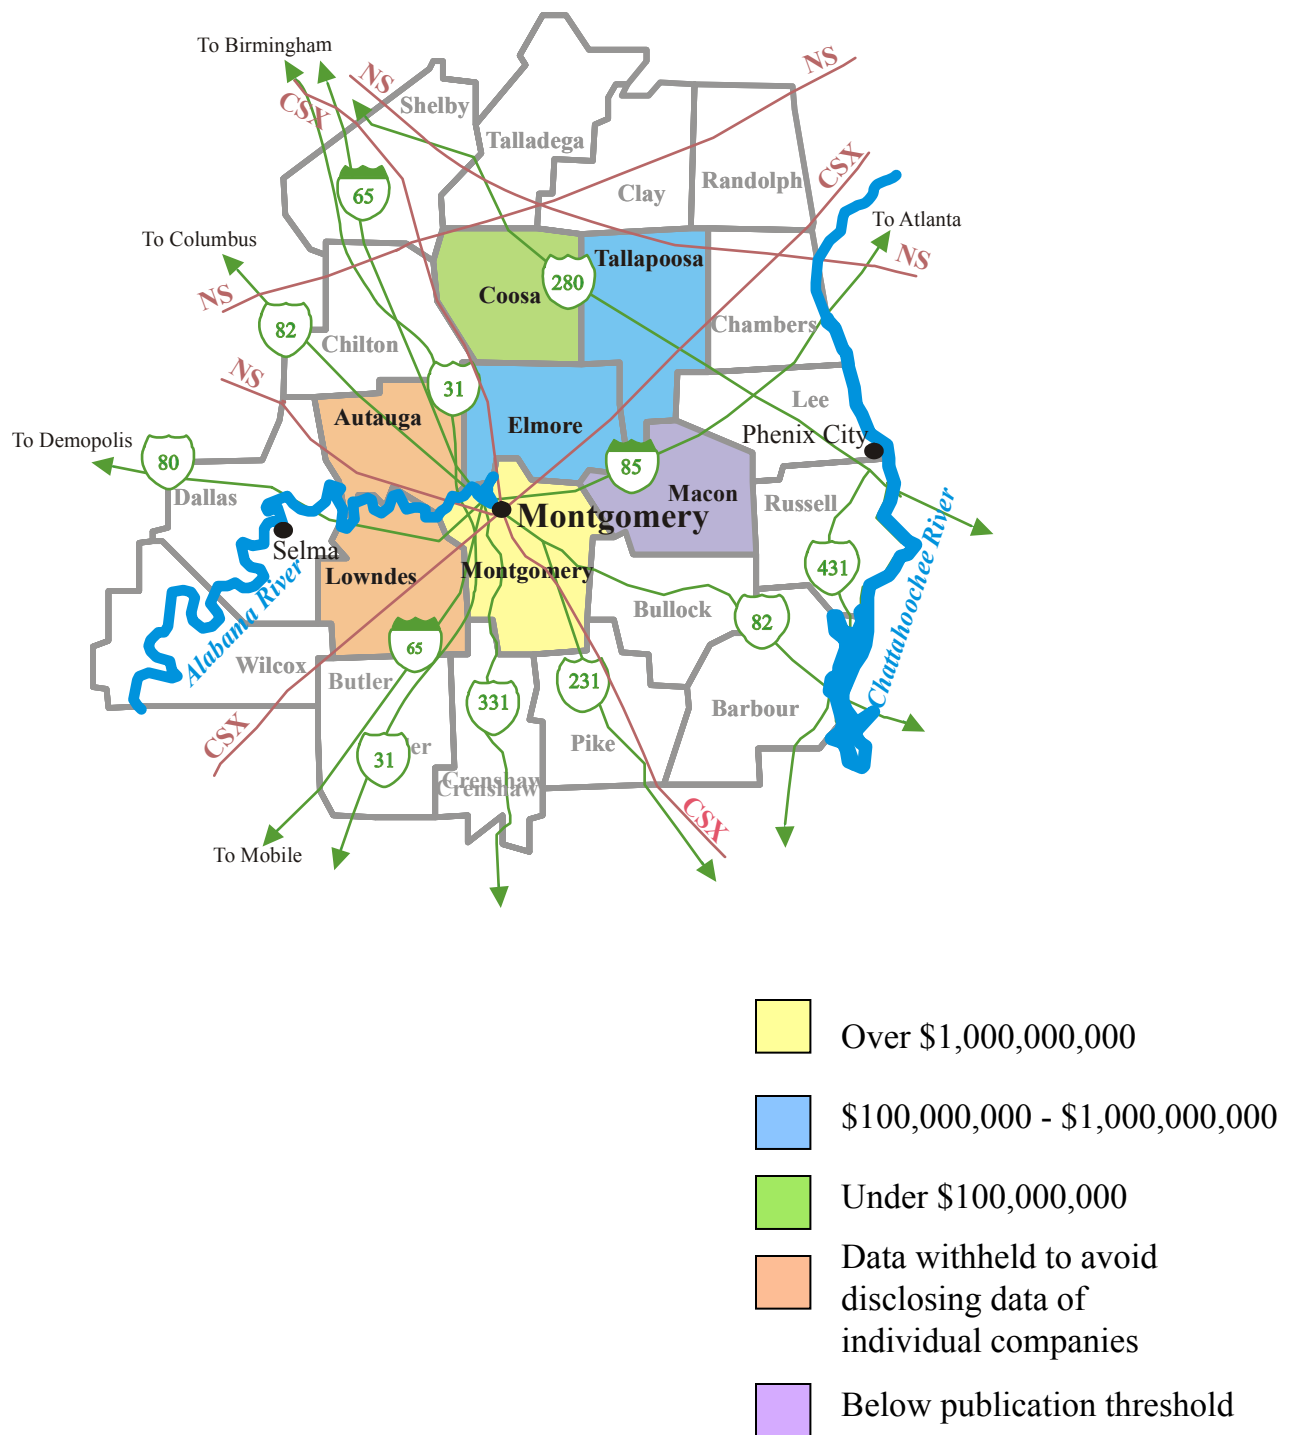 To Birmingham
NS
NS
Shelby
CSX
Talladega
CSX
Clay
Randolph
65
To Columbus
To Atlanta
Tallapoosa
NS
280
Coosa
NS
82
Chambers
Chilton
NS
31
Lee
Autauga
Elmore
To Demopolis
80
Phenix City
85
Dallas
Macon
Russell
Montgomery
Selma
431
Lowndes
Montgomery
Bullock
82
Alabama River
Chattahoochee River
65
Wilcox
Butler
231
331
Barbour
CSX
31
ler
Pike
Crenshaw
Crenshaw
CSX
To Mobile
Over $1,000,000,000
$100,000,000 - $1,000,000,000
Under $100,000,000
Data withheld to avoid
disclosing data of
individual companies
Below publication threshold